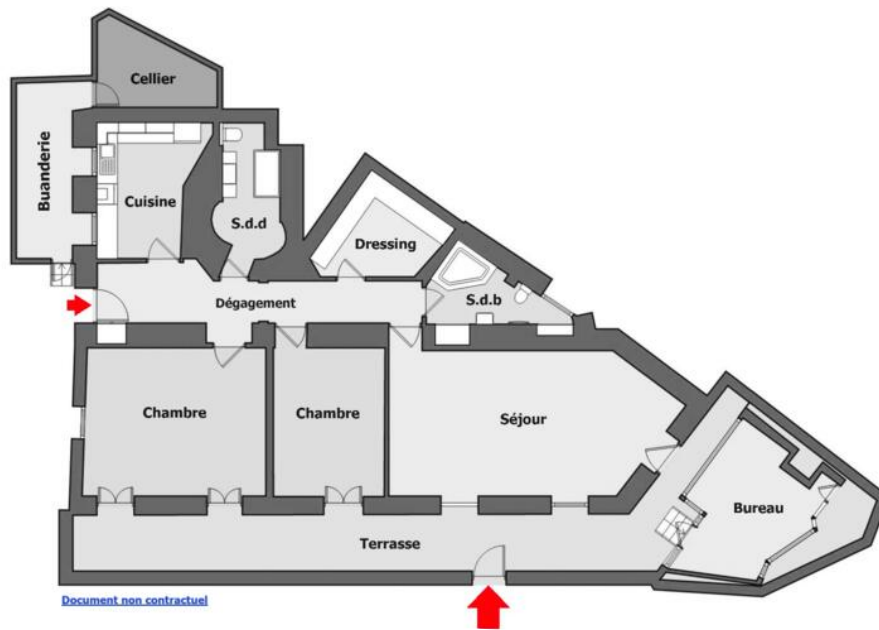 Cellier
Buanderie
Cuisine
S.d.d
Dressing
S.d.b
Dégagement
Chambre
Chambre
Séjour
Bureau
Terrasse
Document non contractuel